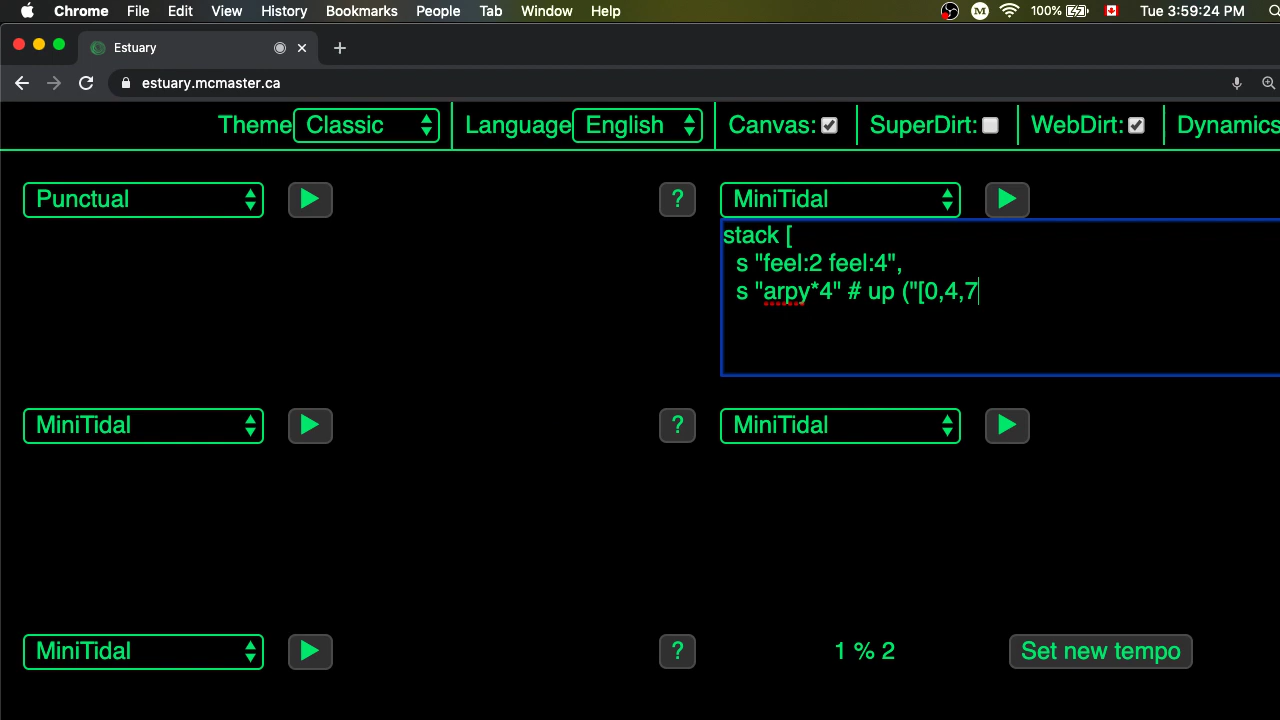 Chrome File Edit View History Bookmarks People Tab Window Help M 100% Tue 3:59:24 PM
Estuary
estuary.mcmaster.ca
Theme Classic Language English Canvas: SuperDirt: WebDirt: Dynamics
Punctual ? MiniTidal
stack [
s "feel:2 feel:4",
s "arpy*4" # up ("[0,4,7
MiniTidal ? MiniTidal
MiniTidal ? 1 % 2 Set new tempo